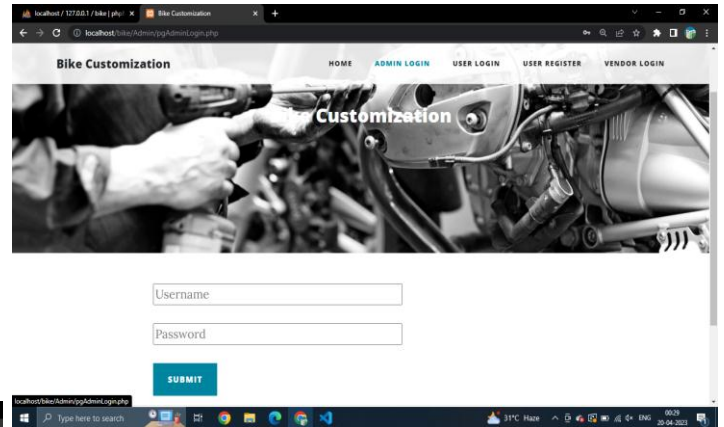 localhost / 127.0.0.1 / bike | php
Bike Customization
localhost/bike/Admin/pgAdminLogin.php
Bike Customization
HOME
ADMIN LOGIN
USER LOGIN
USER REGISTER
VENDOR LOGIN
Bike Customization
Username
Password
SUBMIT
localhost/bike/Admin/pgAdminLogin.php
Type here to search
31°C Haze
ENG
00:29
20-04-2023